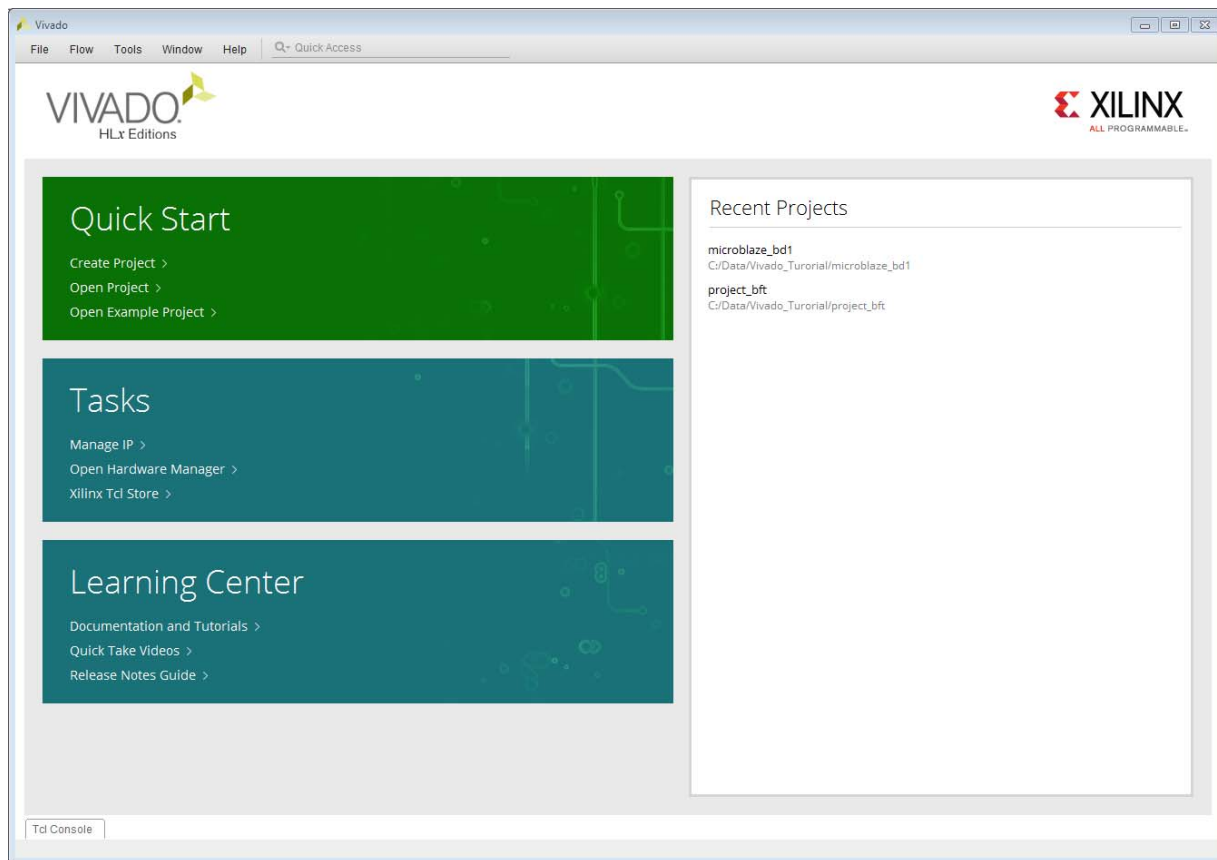 Vivado
File Flow Tools Window Help Quick Access
VIVADO.
HLx Editions
XILINX
ALL PROGRAMMABLE.
Quick Start
Create Project >
Open Project >
Open Example Project >
Tasks
Manage IP >
Open Hardware Manager >
Xilinx Tcl Store >
Learning Center
Documentation and Tutorials >
Quick Take Videos >
Release Notes Guide >
Recent Projects
microblaze_bd1
C:/Data/Vivado_Turorial/microblaze_bd1
project_bft
C:/Data/Vivado_Turorial/project_bft
Tcl Console